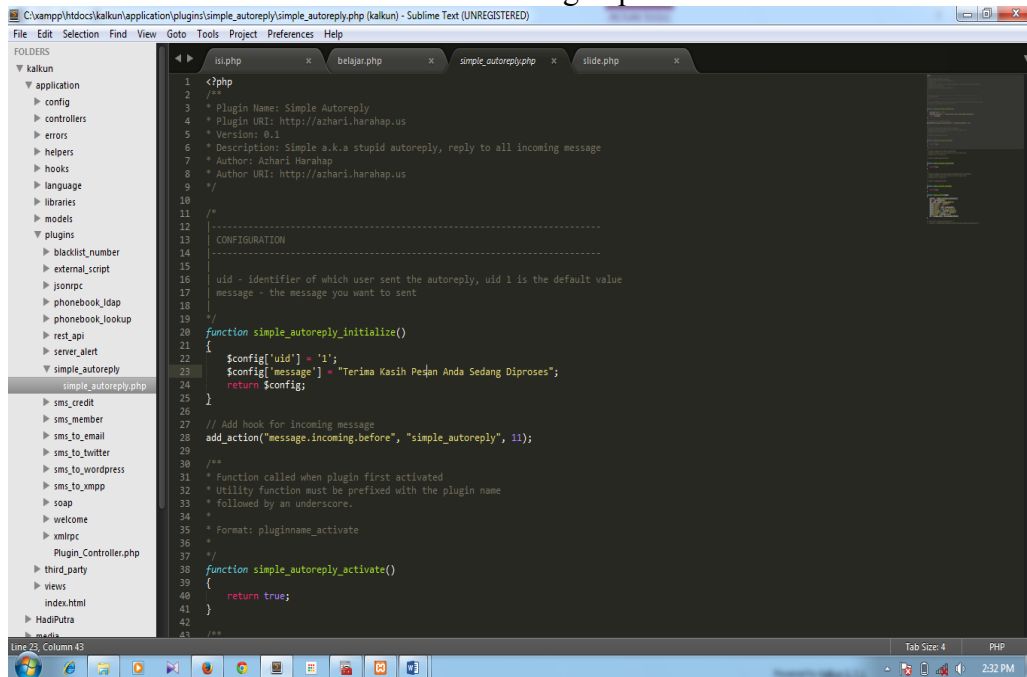 C:\xampp\htdocs\kalkun\application\plugins\simple_autoreply\simple_autoreply.php (kalkun) - Sublime Text (UNREGISTERED)
File Edit Selection Find View Goto Tools Project Preferences Help
FOLDERS
kalkun
application
config
controllers
errors
helpers
hooks
language
libraries
models
plugins
blacklist_number
external_script
jsonrpc
phonebook_ldap
phonebook_lookup
rest_api
server_alert
simple_autoreply
simple_autoreply.php
sms_credit
sms_member
sms_to_email
sms_to_twitter
sms_to_wordpress
sms_to_xmpp
soap
welcome
xmlrpc
Plugin_Controller.php
third_party
views
index.html
HadiPutra
media
isi.php × belajar.php × simple_autoreply.php × slide.php ×
1 <?php
2 /**
3 * Plugin Name: Simple Autoreply
4 * Plugin URI: http://azhari.harahap.us
5 * Version: 0.1
6 * Description: Simple a.k.a stupid autoreply, reply to all incoming message
7 * Author: Azhari Harahap
8 * Author URI: http://azhari.harahap.us
9 */
10
11 /*
12 |--------------------------------------------------------------------------
13 | CONFIGURATION
14 |--------------------------------------------------------------------------
15 |
16 | uid - identifier of which user sent the autoreply, uid 1 is the default value
17 | message - the message you want to sent
18 |
19 */
20 function simple_autoreply_initialize()
21 {
22 $config['uid'] = '1';
23 $config['message'] = "Terima Kasih Pesan Anda Sedang Diproses";
24 return $config;
25 }
26
27 // Add hook for incoming message
28 add_action("message.incoming.before", "simple_autoreply", 11);
29
30 /**
31 * Function called when plugin first activated
32 * Utility function must be prefixed with the plugin name
33 * followed by an underscore.
34 *
35 * Format: pluginname_activate
36 *
37 */
38 function simple_autoreply_activate()
39 {
40 return true;
41 }
42
43 /**
Line 23, Column 43 Tab Size: 4 PHP
2:32 PM